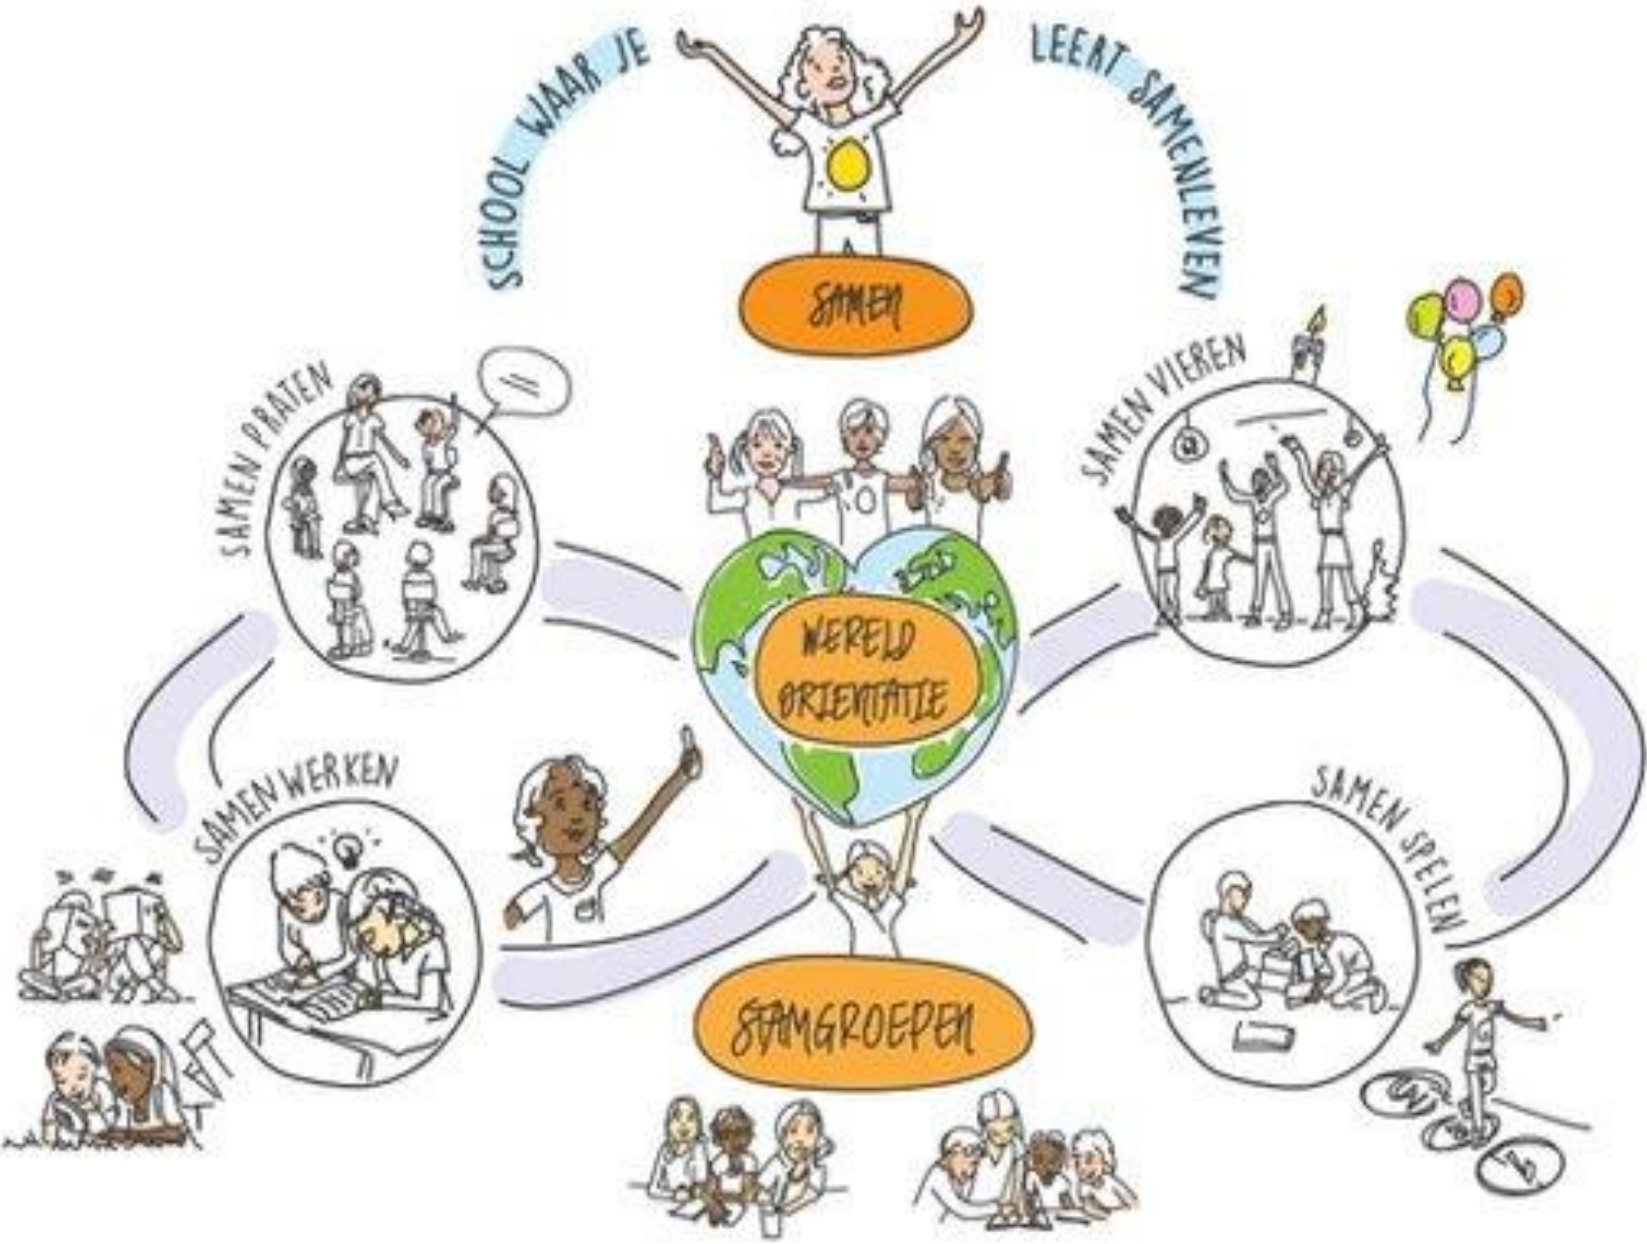 SCHOOL WAAR JE
LEERT SAMENLEVEN
SAMEN
SAMEN PRATEN
SAMEN VIEREN
WERELD
ORIENTATIE
SAMENWERKEN
SAMEN SPELEN
STAMGROEPEN